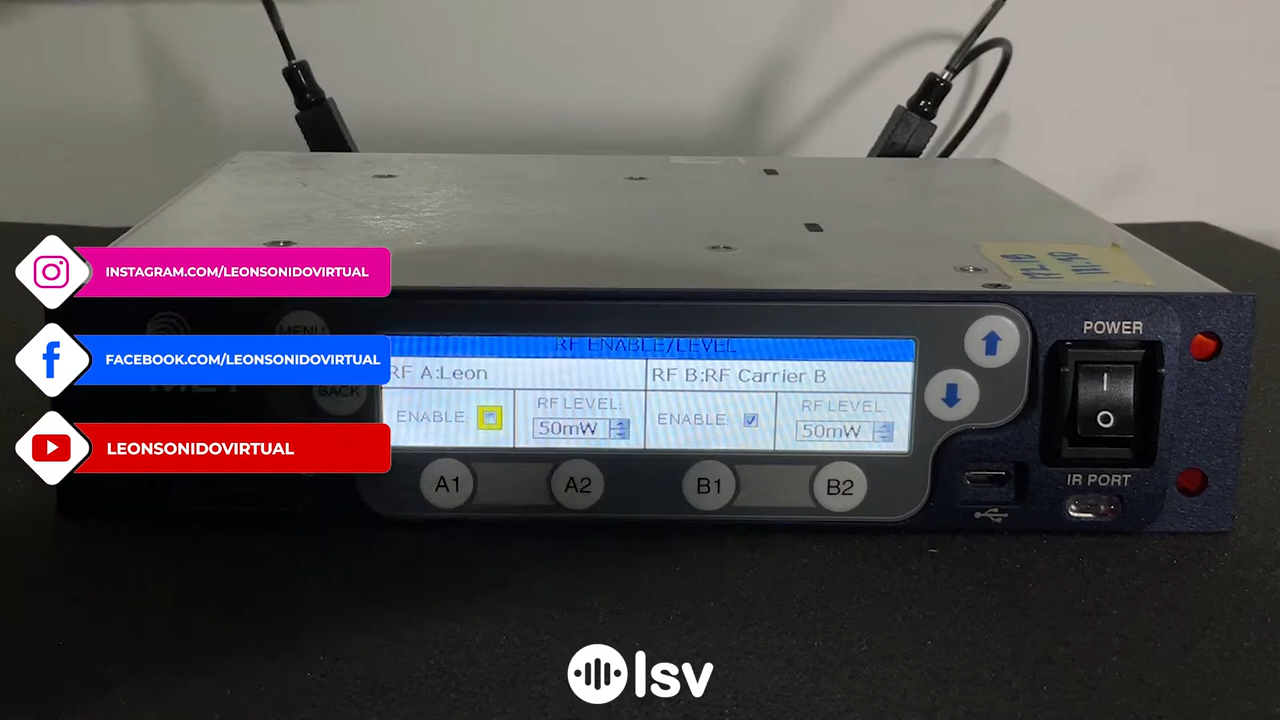 INSTAGRAM.COM/LEONSONIDOVIRTUAL
FACEBOOK.COM/LEONSONIDOVIRTUAL
LEONSONIDOVIRTUAL
MENU
BACK
RF ENABLE/LEVEL
RF A:Leon
RF B:RF Carrier B
ENABLE:
RF LEVEL:
50mW
ENABLE:
RF LEVEL
50mW
A1
A2
B1
B2
POWER
I
O
IR PORT
lsv